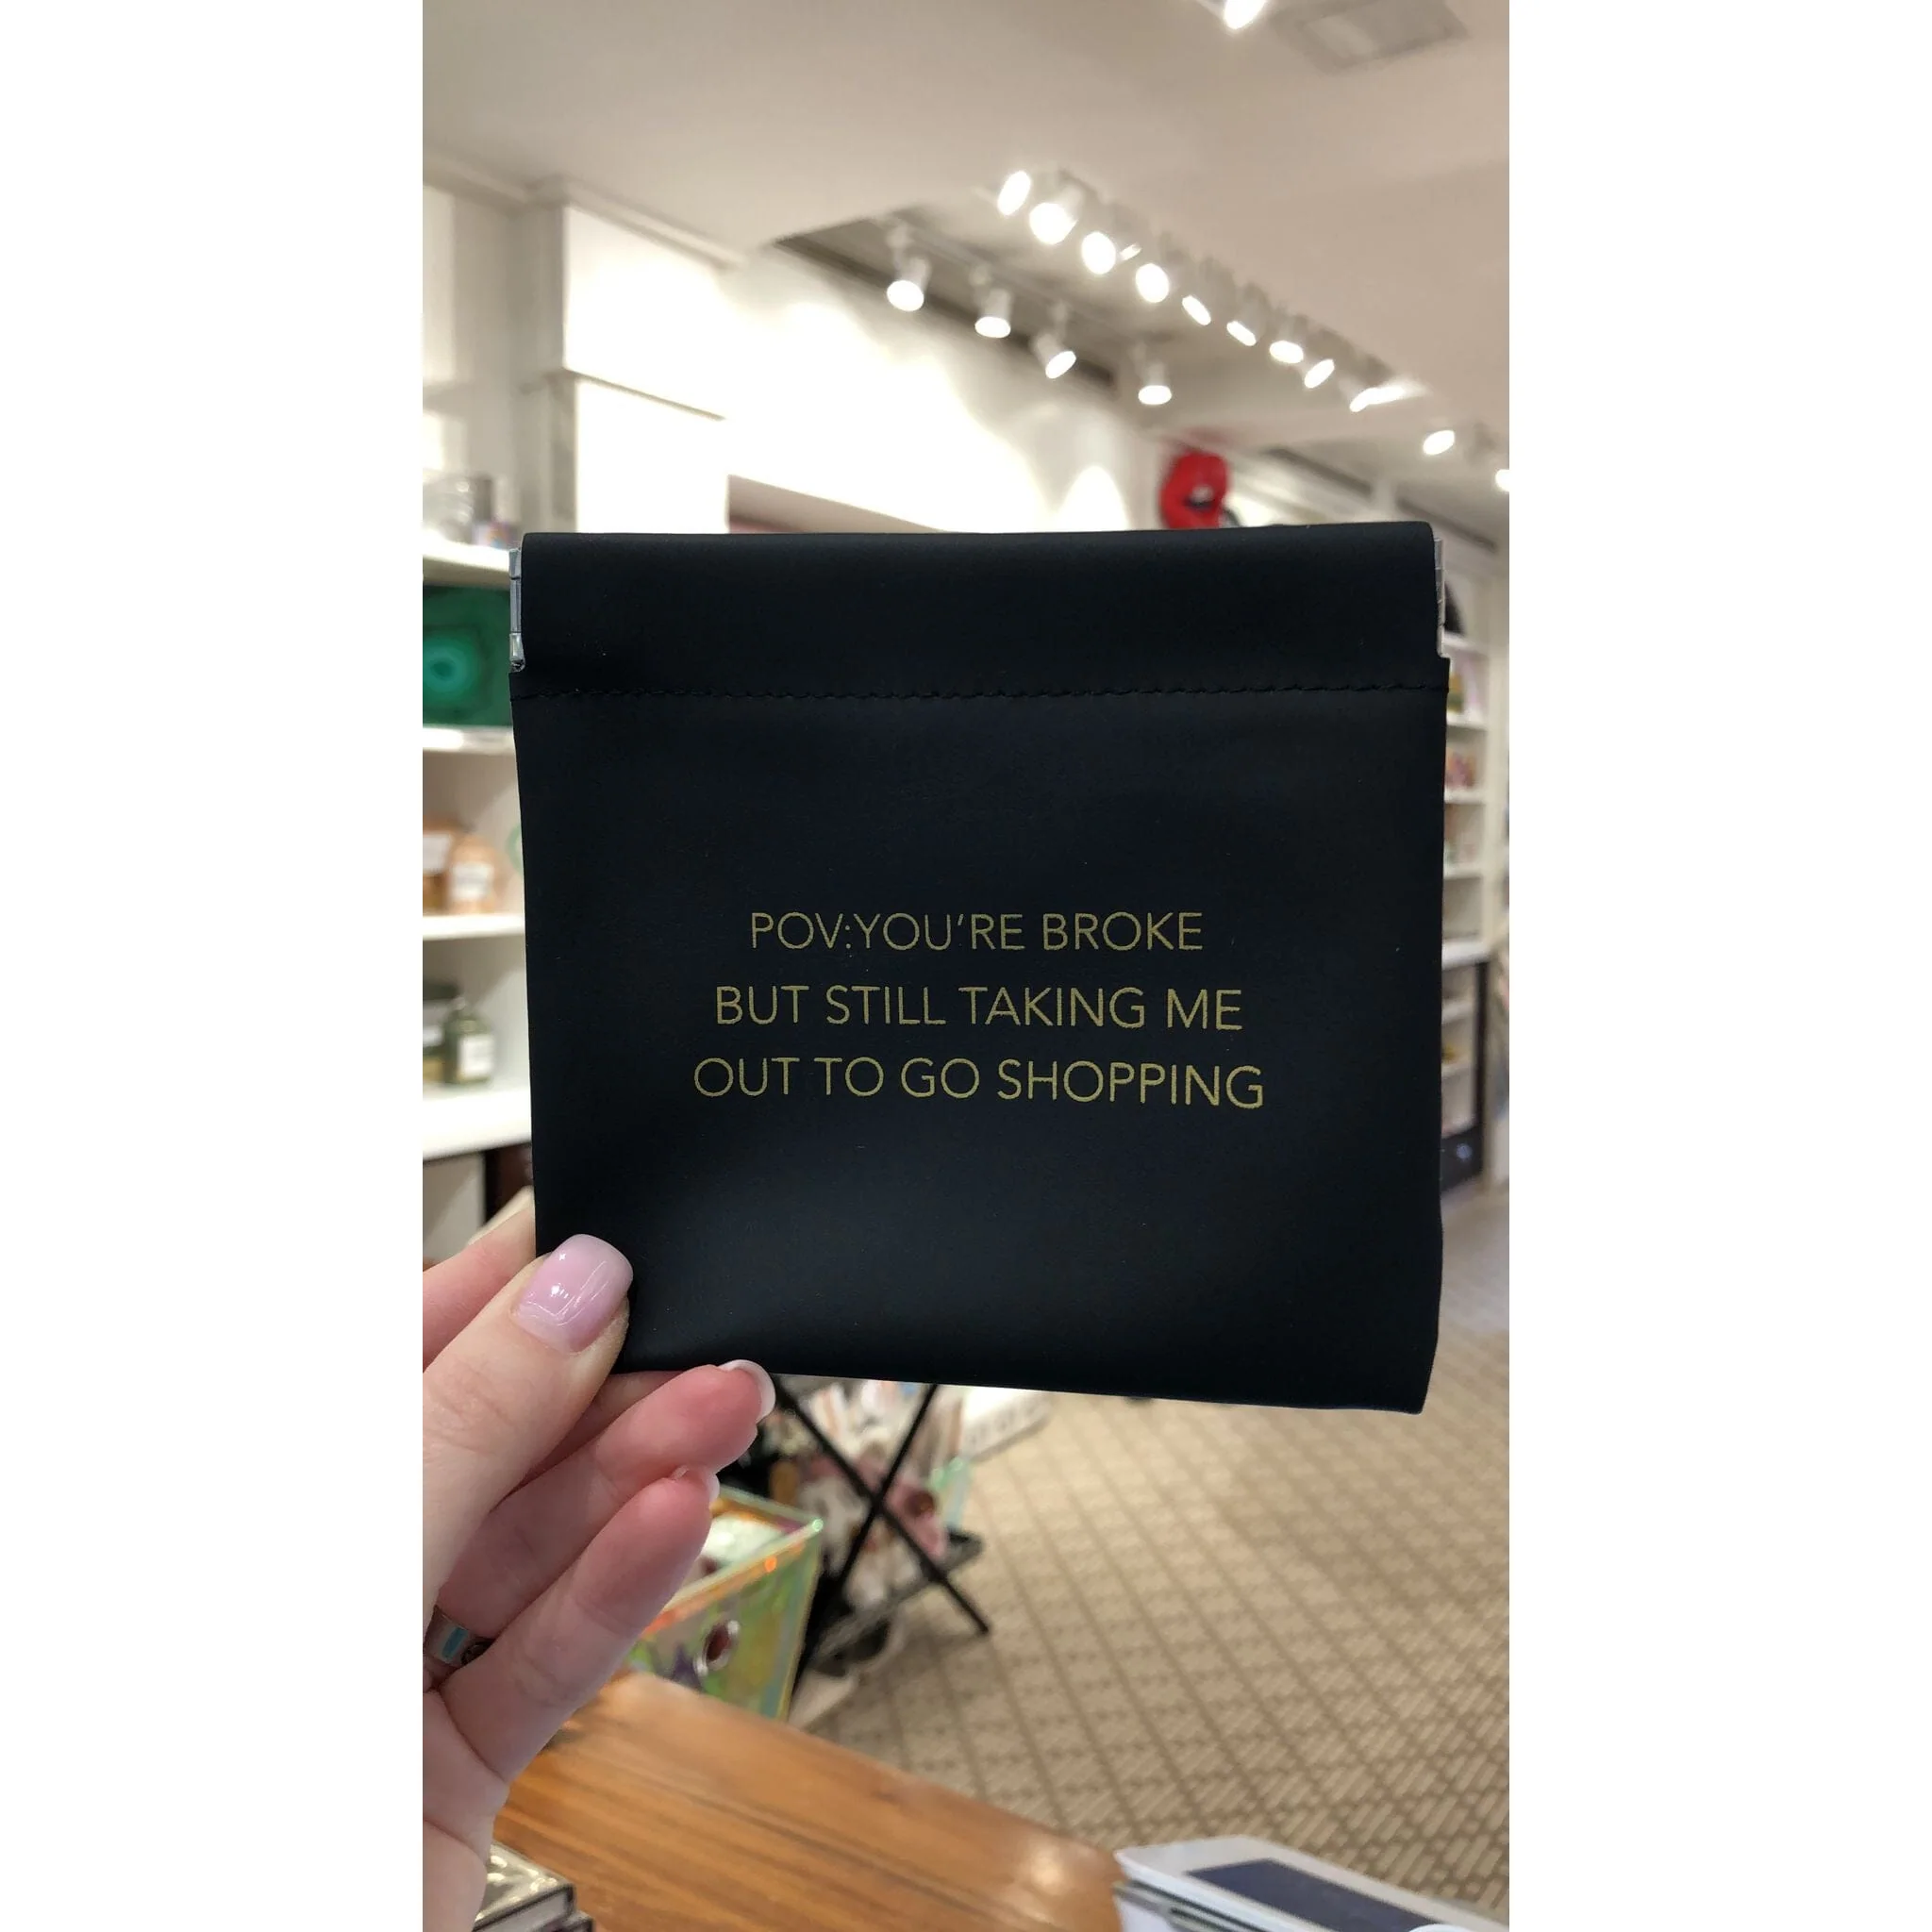 POV:YOU'RE BROKE
BUT STILL TAKING ME
OUT TO GO SHOPPING